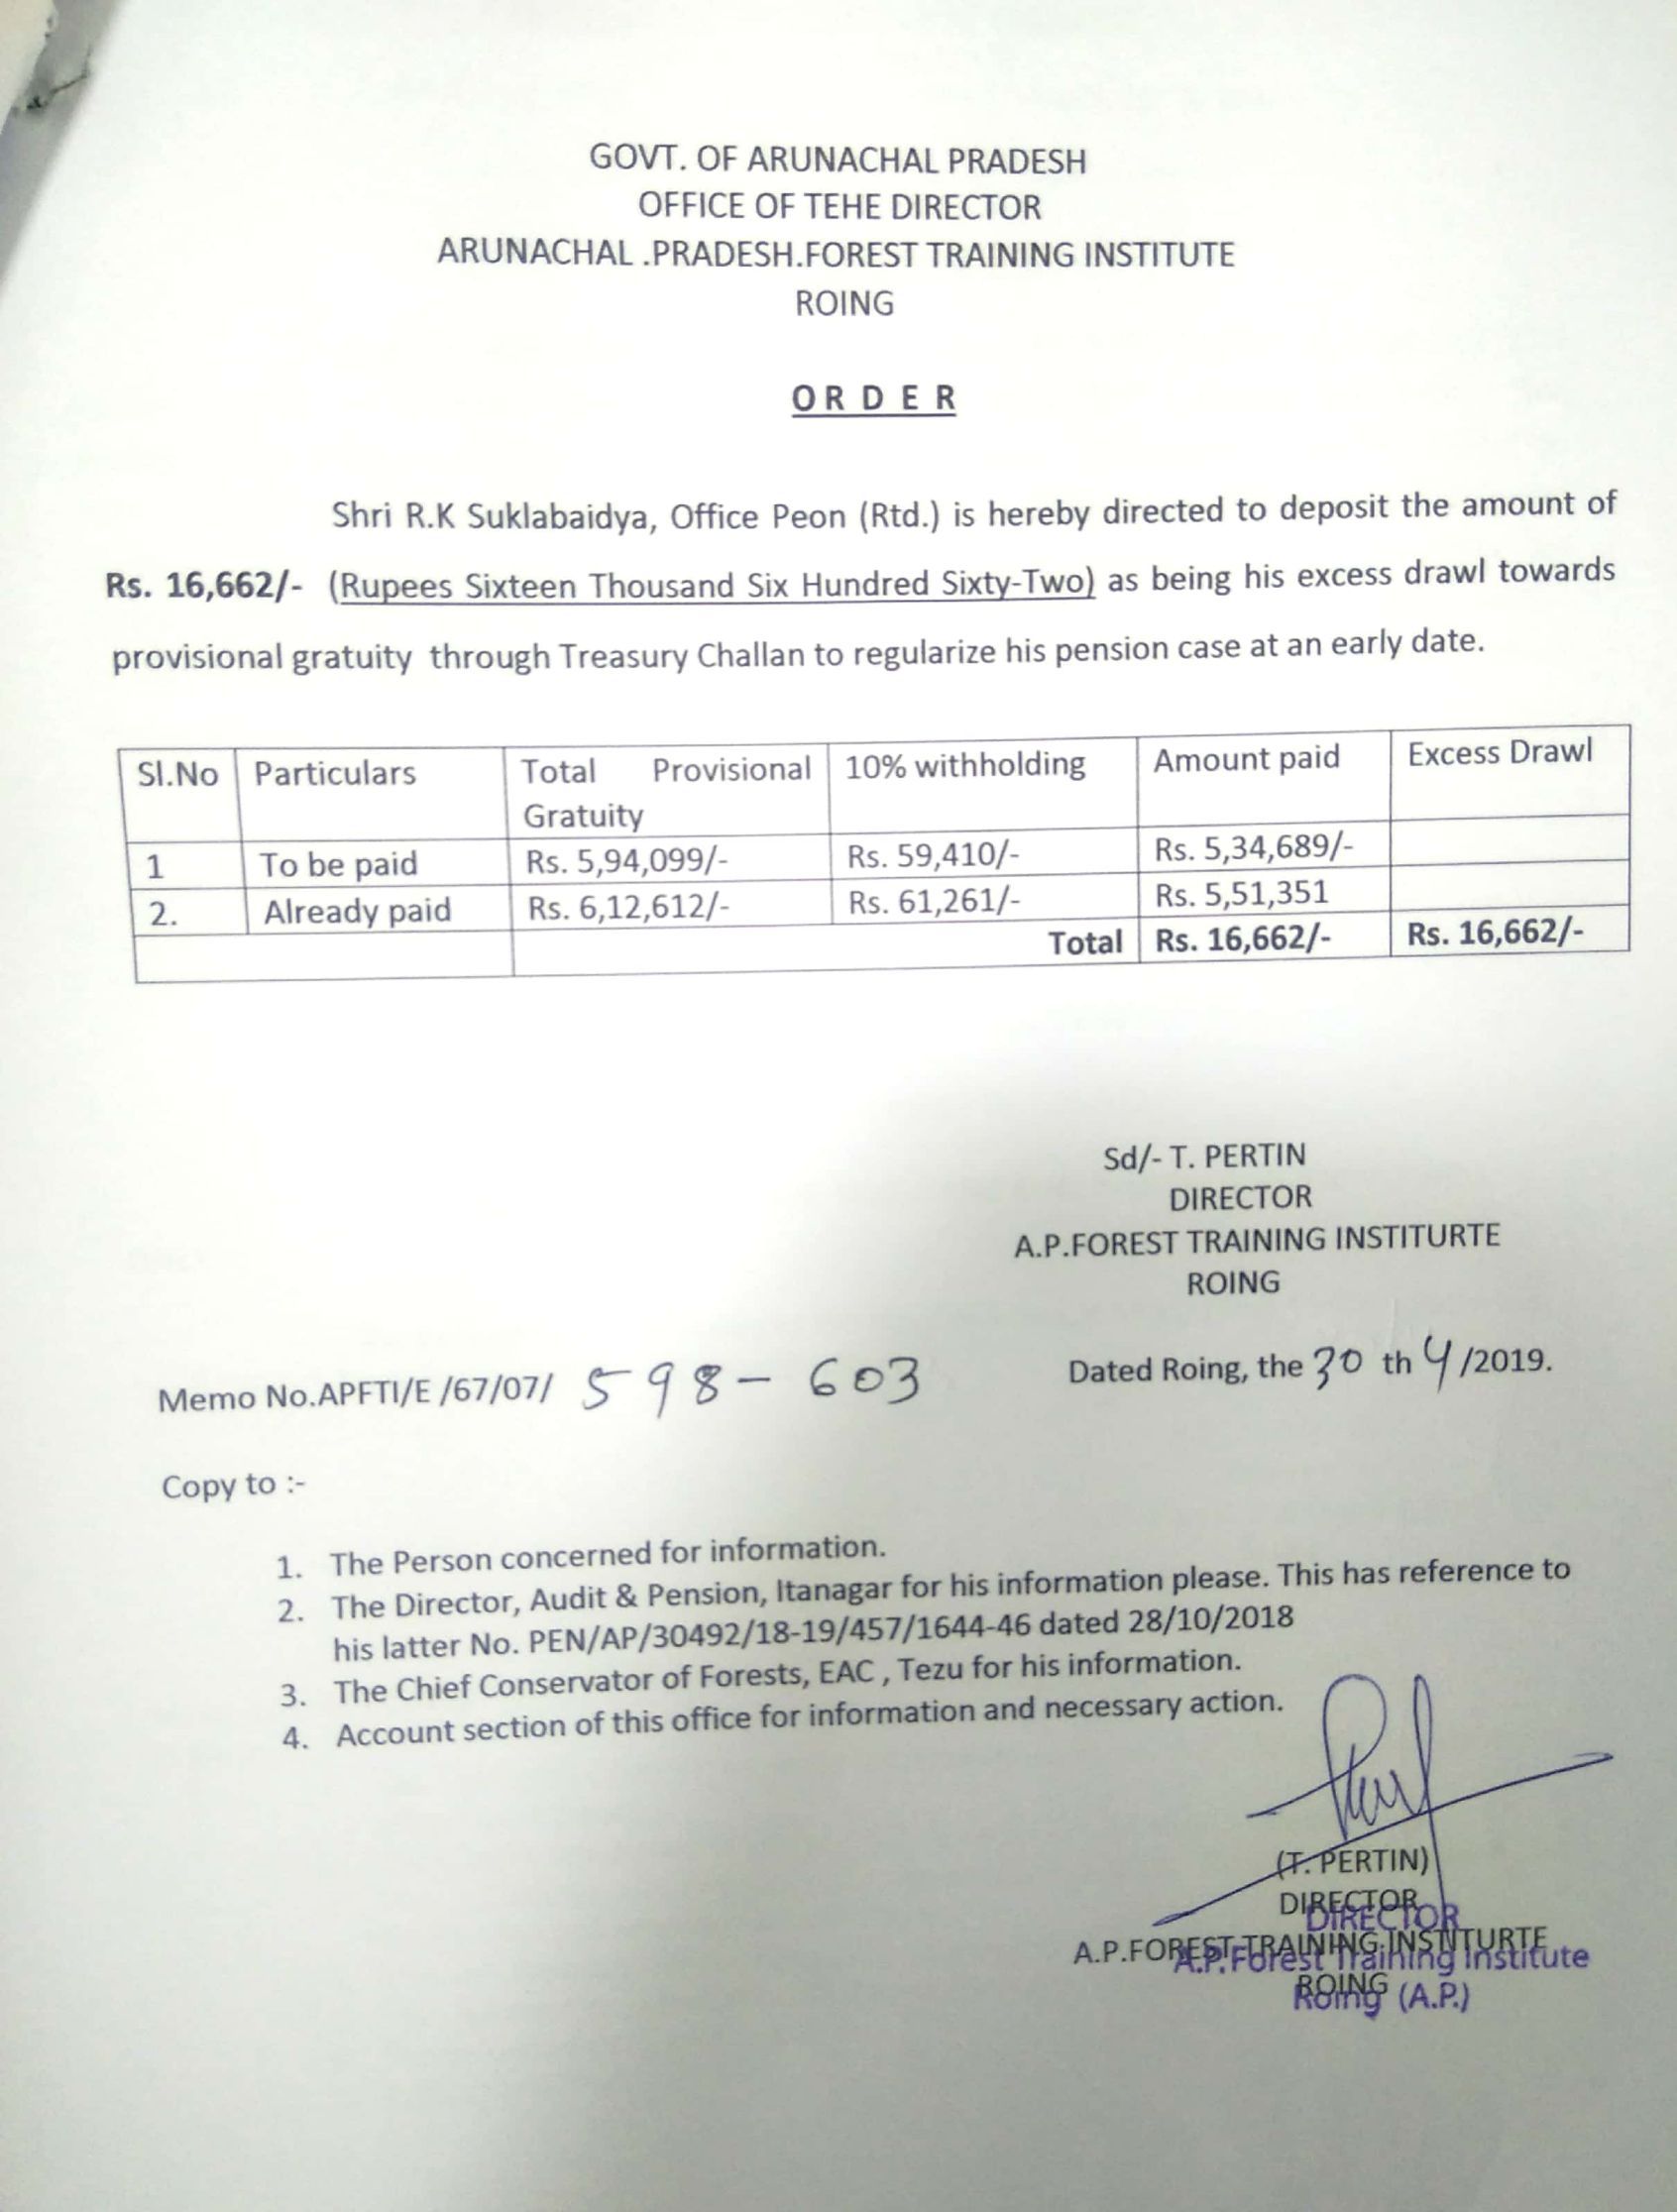 GOVT. OF ARUNACHAL PRADESH
OFFICE OF TEHE DIRECTOR
ARUNACHAL .PRADESH.FOREST TRAINING INSTITUTE
ROING
O R D E R
Shri R.K Suklabaidya, Office Peon (Rtd.) is hereby directed to deposit the amount of
Rs. 16,662/- (Rupees Sixteen Thousand Six Hundred Sixty-Two) as being his excess drawl towards
provisional gratuity through Treasury Challan to regularize his pension case at an early date.
Sl.No Particulars Total Provisional Gratuity 10% withholding Amount paid Excess Drawl
1 To be paid Rs. 5,94,099/- Rs. 59,410/- Rs. 5,34,689/-
2. Already paid Rs. 6,12,612/- Rs. 61,261/- Rs. 5,51,351
Total Rs. 16,662/- Rs. 16,662/-
Sd/- T. PERTIN
DIRECTOR
A.P.FOREST TRAINING INSTITURTE
ROING
Memo No.APFTI/E /67/07/ 598 - 603 Dated Roing, the 30 th 4/2019.
Copy to :-
1. The Person concerned for information.
2. The Director, Audit & Pension, Itanagar for his information please. This has reference to
his latter No. PEN/AP/30492/18-19/457/1644-46 dated 28/10/2018
3. The Chief Conservator of Forests, EAC , Tezu for his information.
4. Account section of this office for information and necessary action.
(T. PERTIN)
DIRECTOR
DIRECTOR
A.P.FOREST TRAINING INSTITURTE
A.P.Forest Training Institute
ROING
Roing (A.P.)